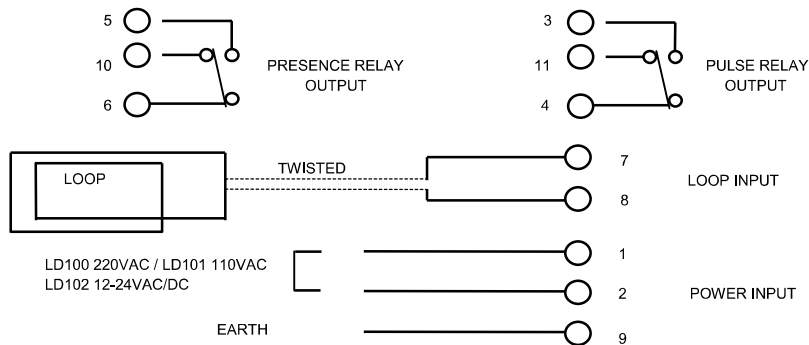 5
10
6
PRESENCE RELAY
OUTPUT
3
11
4
PULSE RELAY
OUTPUT
LOOP
TWISTED
7
8
LOOP INPUT
LD100 220VAC / LD101 110VAC
LD102 12-24VAC/DC
1
2
POWER INPUT
EARTH
9